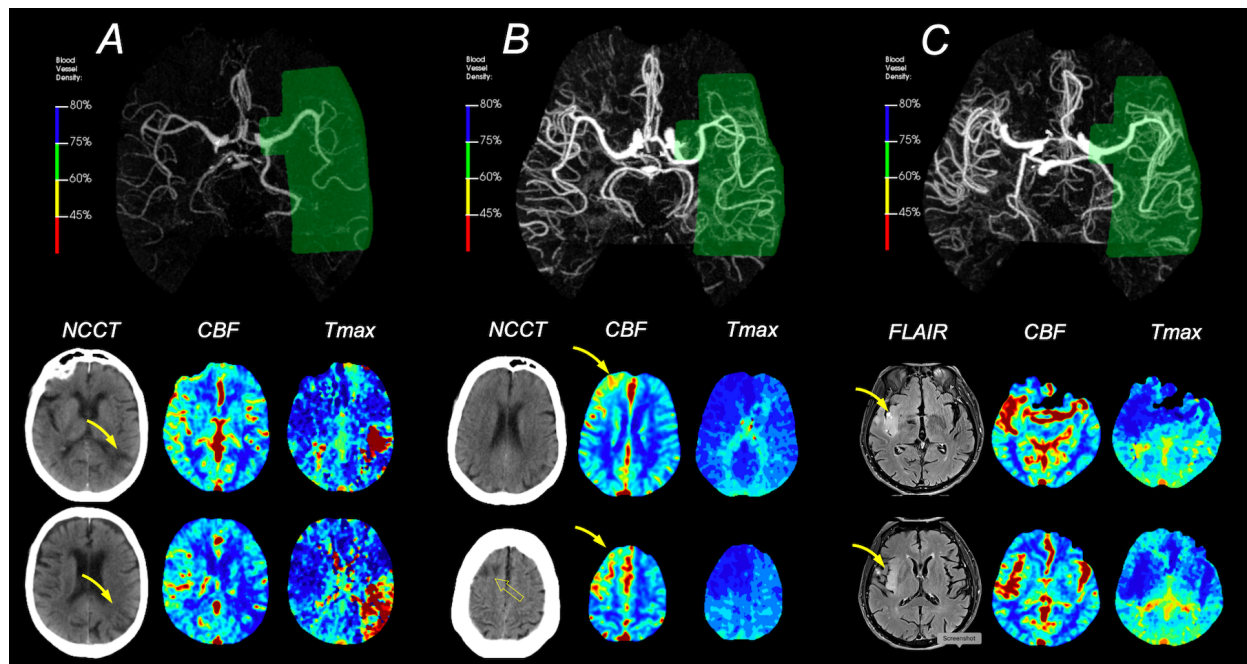 A
B
C
Blood
Vessel
Density:
80%
75%
60%
45%
Blood
Vessel
Density:
80%
75%
60%
45%
Blood
Vessel
Density:
80%
75%
60%
45%
NCCT CBF Tmax
NCCT CBF Tmax
FLAIR CBF Tmax
Screenshot